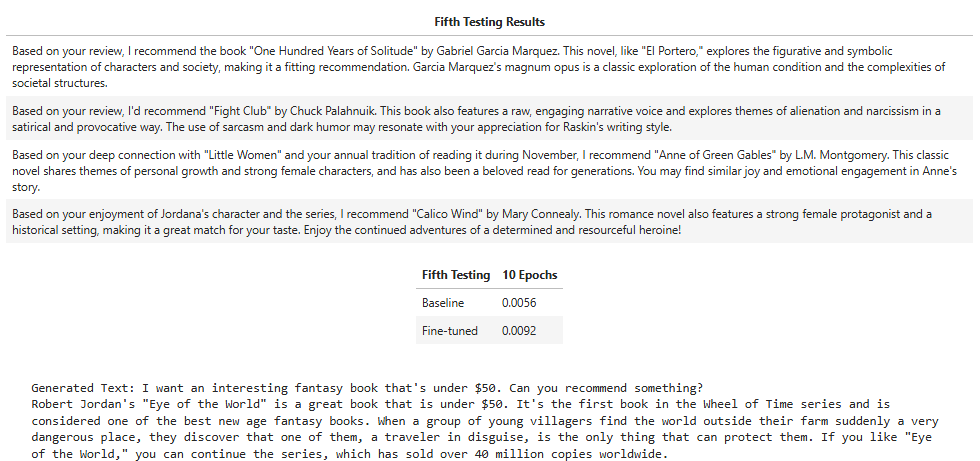 Fifth Testing Results
Based on your review, I recommend the book "One Hundred Years of Solitude" by Gabriel Garcia Marquez. This novel, like "El Portero," explores the figurative and symbolic
representation of characters and society, making it a fitting recommendation. Garcia Marquez's magnum opus is a classic exploration of the human condition and the complexities of
societal structures.
Based on your review, I'd recommend "Fight Club" by Chuck Palahnuik. This book also features a raw, engaging narrative voice and explores themes of alienation and narcissism in a
satirical and provocative way. The use of sarcasm and dark humor may resonate with your appreciation for Raskin's writing style.
Based on your deep connection with "Little Women" and your annual tradition of reading it during November, I recommend "Anne of Green Gables" by L.M. Montgomery. This classic
novel shares themes of personal growth and strong female characters, and has also been a beloved read for generations. You may find similar joy and emotional engagement in Anne's
story.
Based on your enjoyment of Jordana's character and the series, I recommend "Calico Wind" by Mary Connealy. This romance novel also features a strong female protagonist and a
historical setting, making it a great match for your taste. Enjoy the continued adventures of a determined and resourceful heroine!
Fifth Testing 10 Epochs
Baseline 0.0056
Fine-tuned 0.0092
Generated Text: I want an interesting fantasy book that's under $50. Can you recommend something?
Robert Jordan's "Eye of the World" is a great book that is under $50. It's the first book in the Wheel of Time series and is
considered one of the best new age fantasy books. When a group of young villagers find the world outside their farm suddenly a very
dangerous place, they discover that one of them, a traveler in disguise, is the only thing that can protect them. If you like "Eye
of the World," you can continue the series, which has sold over 40 million copies worldwide.